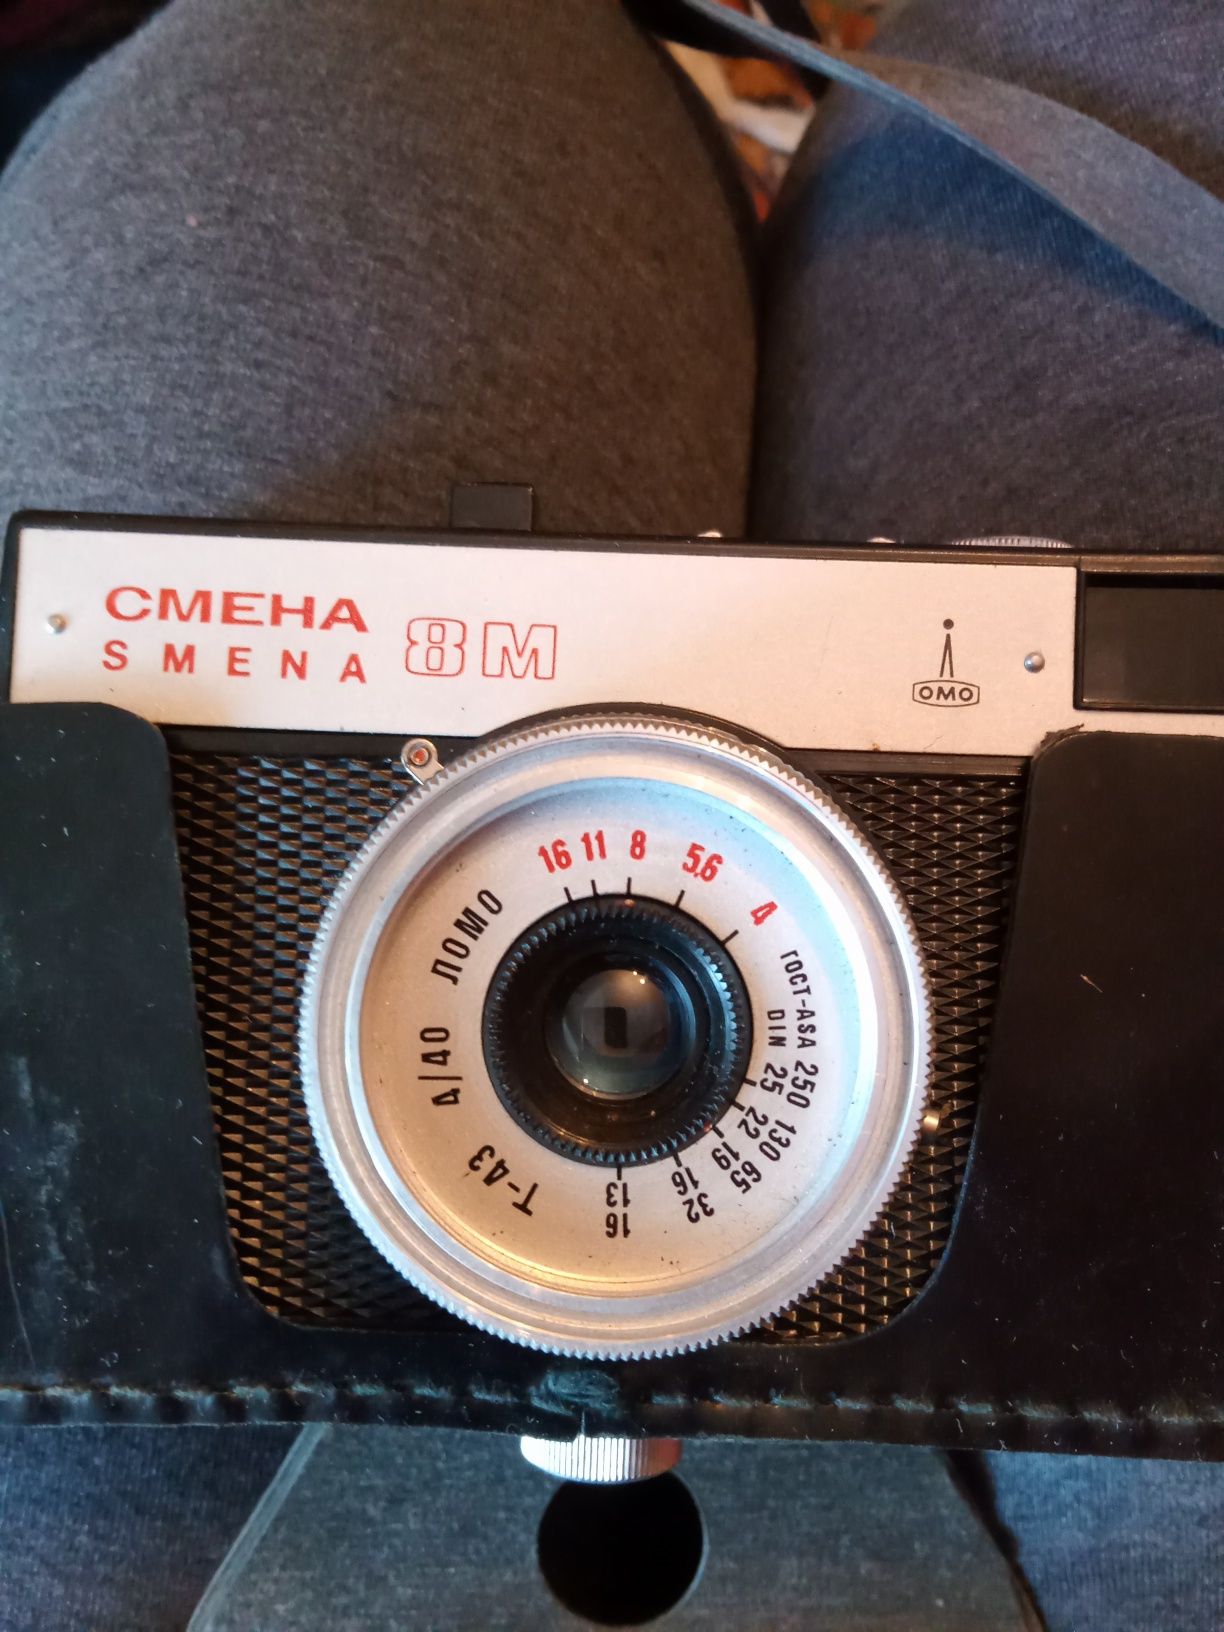 СМЕНА 8М
SMENA
ОМО
16 11 8 5,6 4
ЛОМО
4/40
Т-43
ГОСТ-ASA 250 130 65 32 16
DIN 25 22 19 16 13